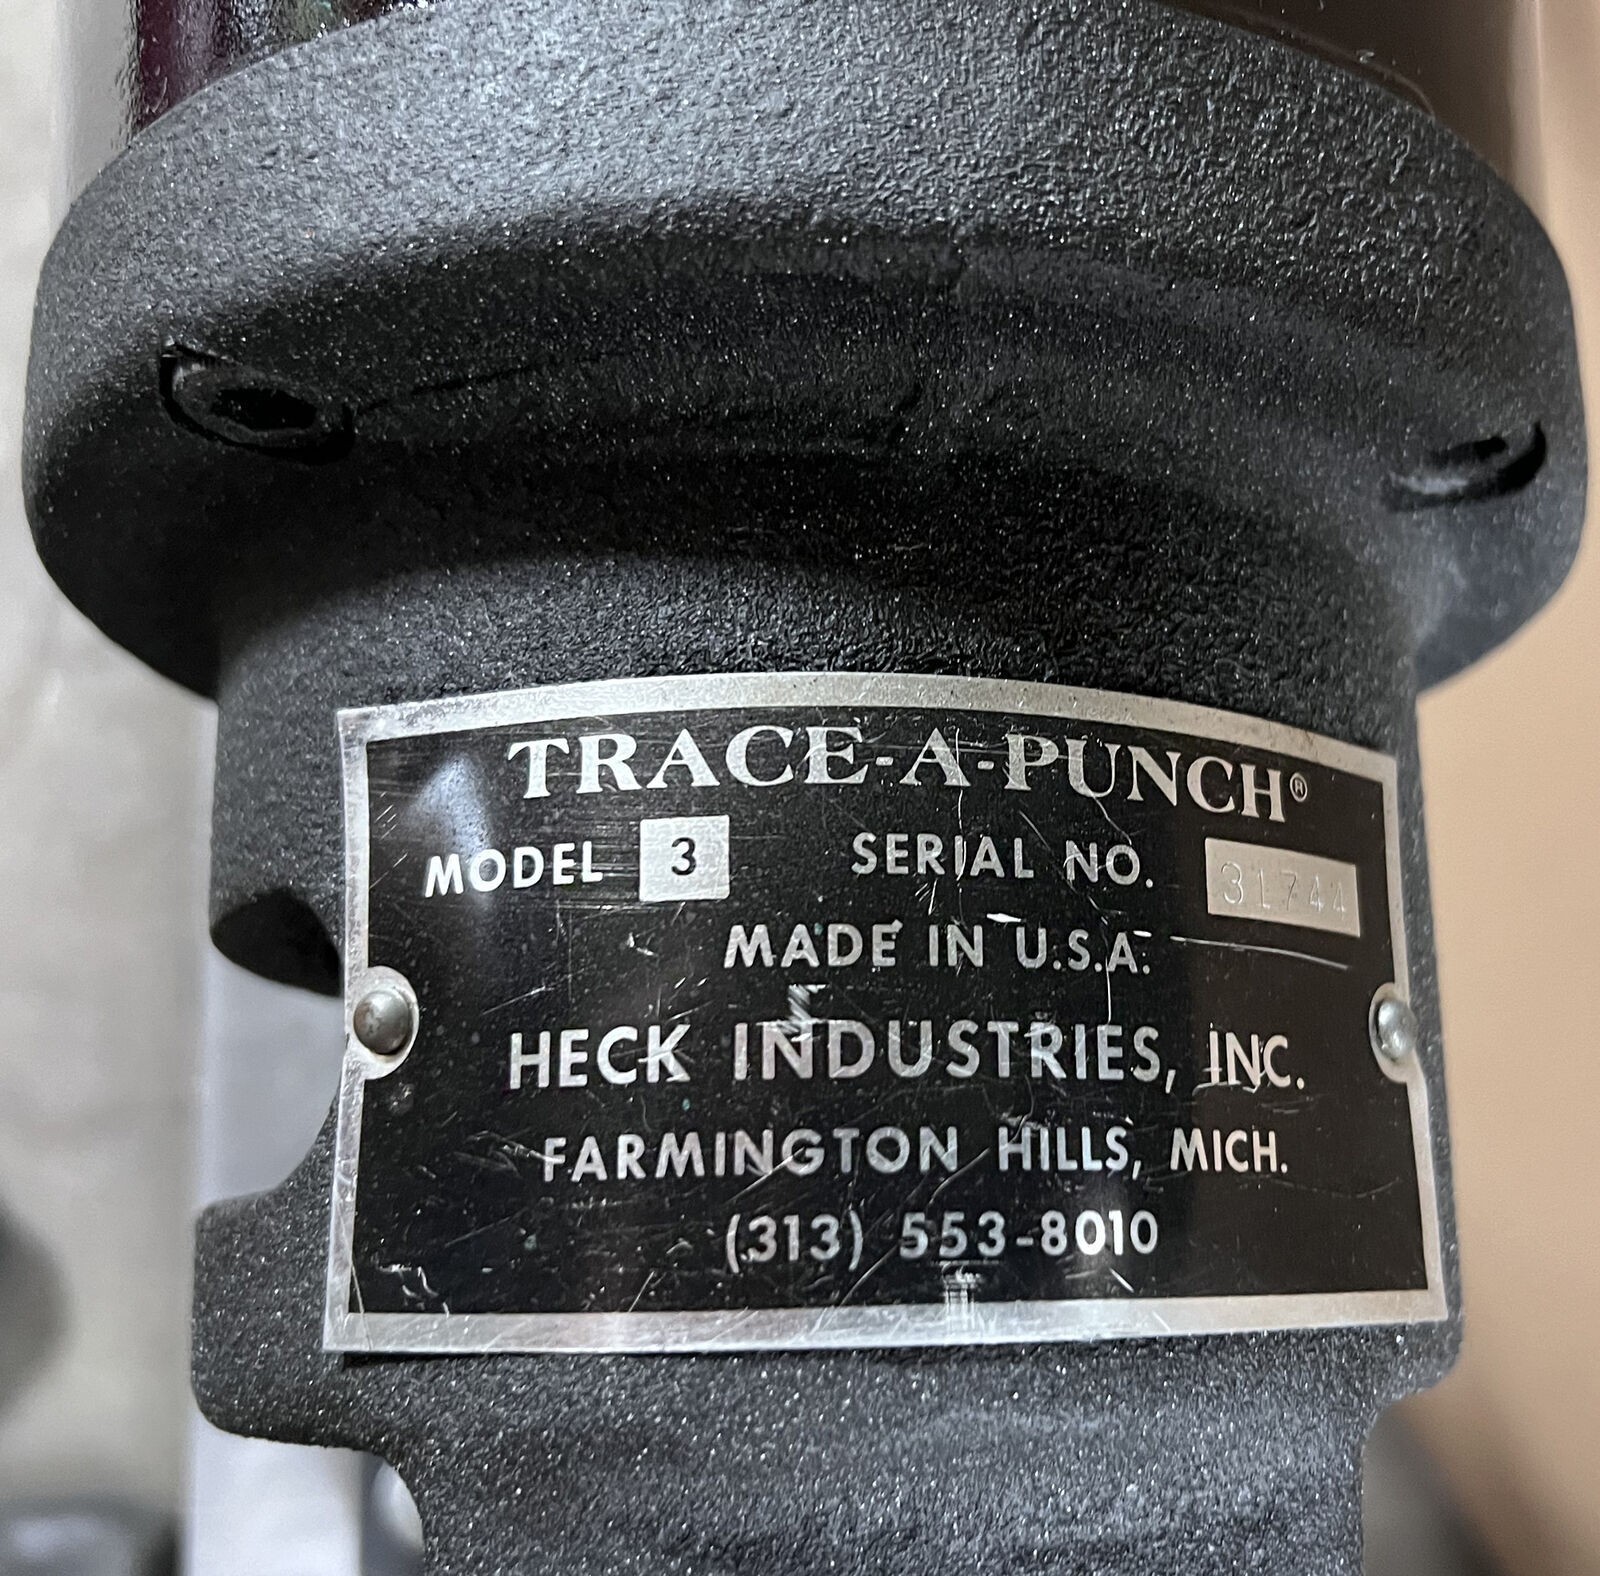 TRACE-A-PUNCH®
MODEL 3 SERIAL NO. 31744
MADE IN U.S.A.
HECK INDUSTRIES, INC.
FARMINGTON HILLS, MICH.
(313) 553-8010